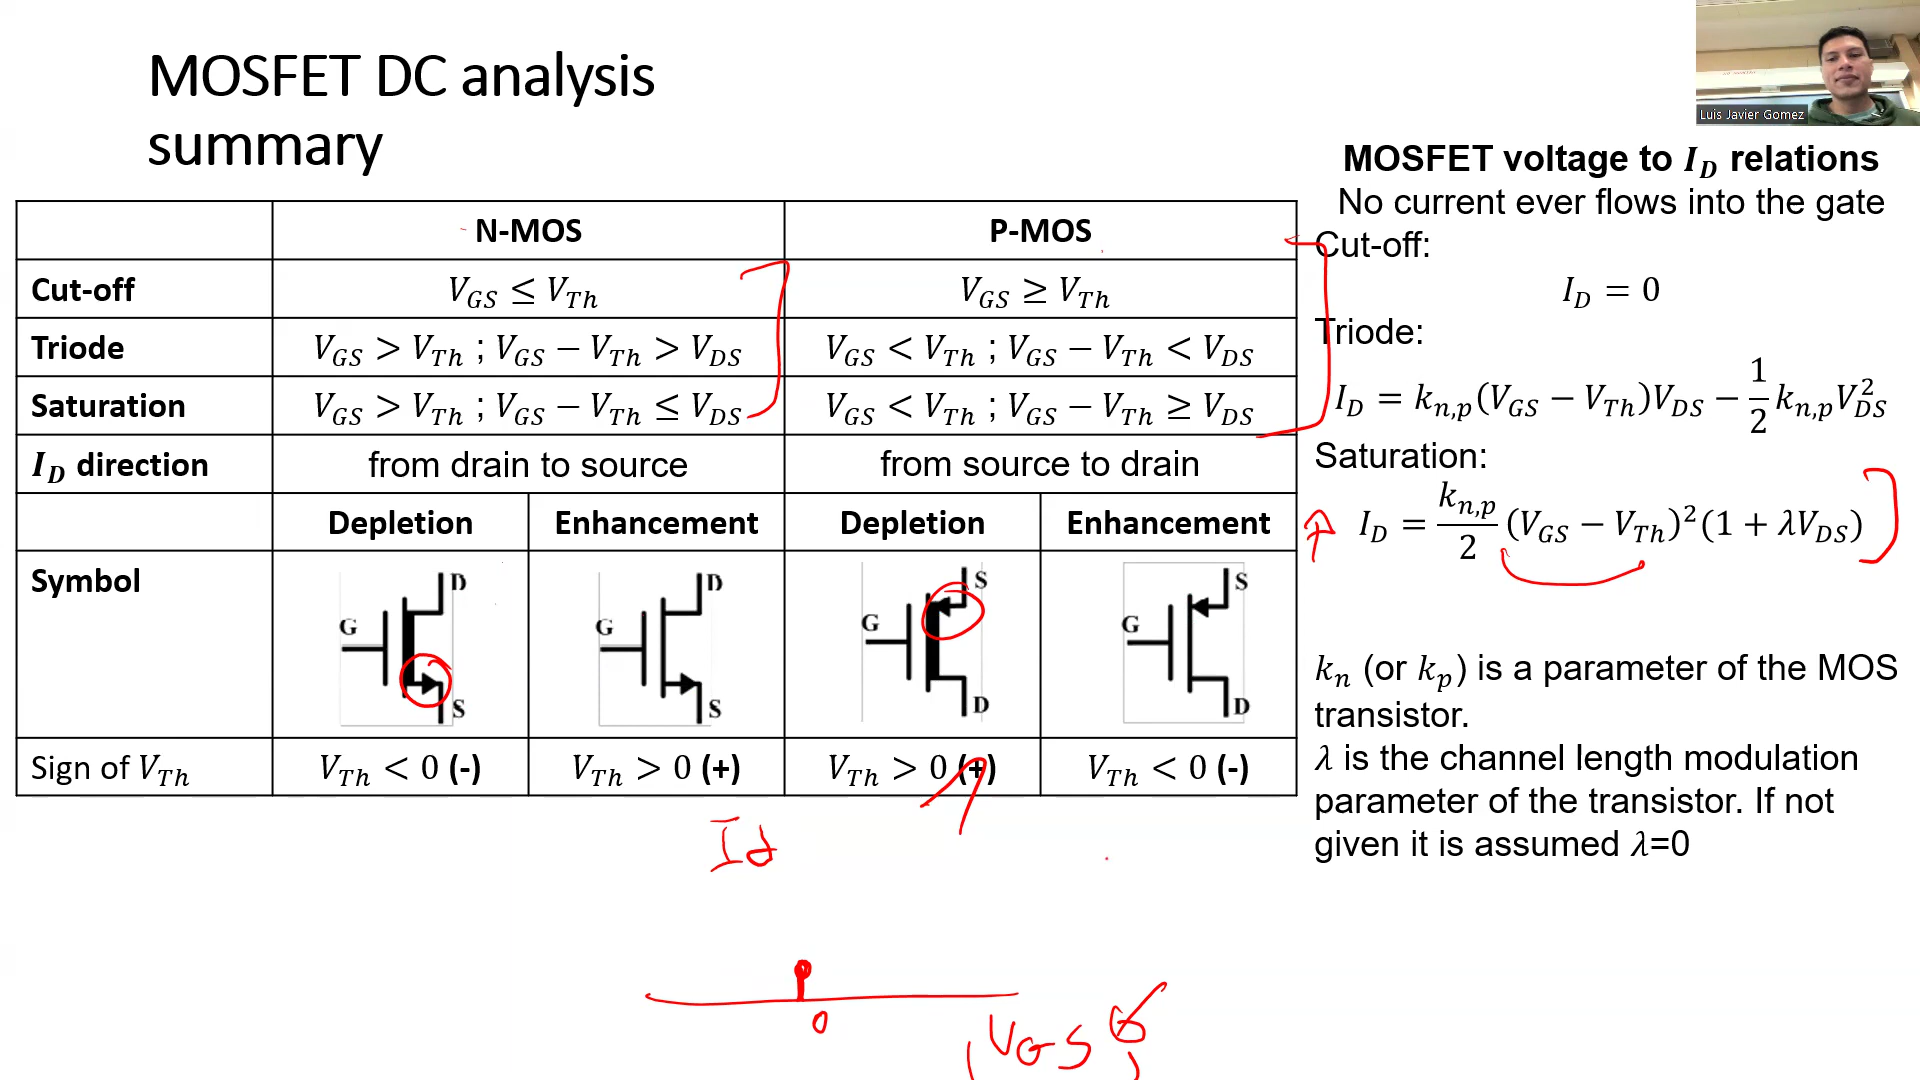 MOSFET DC analysis
summary
Luis Javier Gomez
N-MOS P-MOS
Cut-off V_GS ≤ V_Th V_GS ≥ V_Th
Triode V_GS > V_Th ; V_GS − V_Th > V_DS V_GS < V_Th ; V_GS − V_Th < V_DS
Saturation V_GS > V_Th ; V_GS − V_Th ≤ V_DS V_GS < V_Th ; V_GS − V_Th ≥ V_DS
I_D direction from drain to source from source to drain
Depletion Enhancement Depletion Enhancement
Symbol
D D S S
G G G G
S S D D
Sign of V_Th V_Th < 0 (-) V_Th > 0 (+) V_Th > 0 (+) V_Th < 0 (-)
MOSFET voltage to I_D relations
No current ever flows into the gate
Cut-off:
I_D = 0
Triode:
I_D = k_n,p(V_GS − V_Th)V_DS − 1/2 k_n,pV_DS^2
Saturation:
I_D = k_n,p/2 (V_GS − V_Th)^2(1 + λV_DS)
k_n (or k_p) is a parameter of the MOS
transistor.
λ is the channel length modulation
parameter of the transistor. If not
given it is assumed λ=0
Id
0
VGS